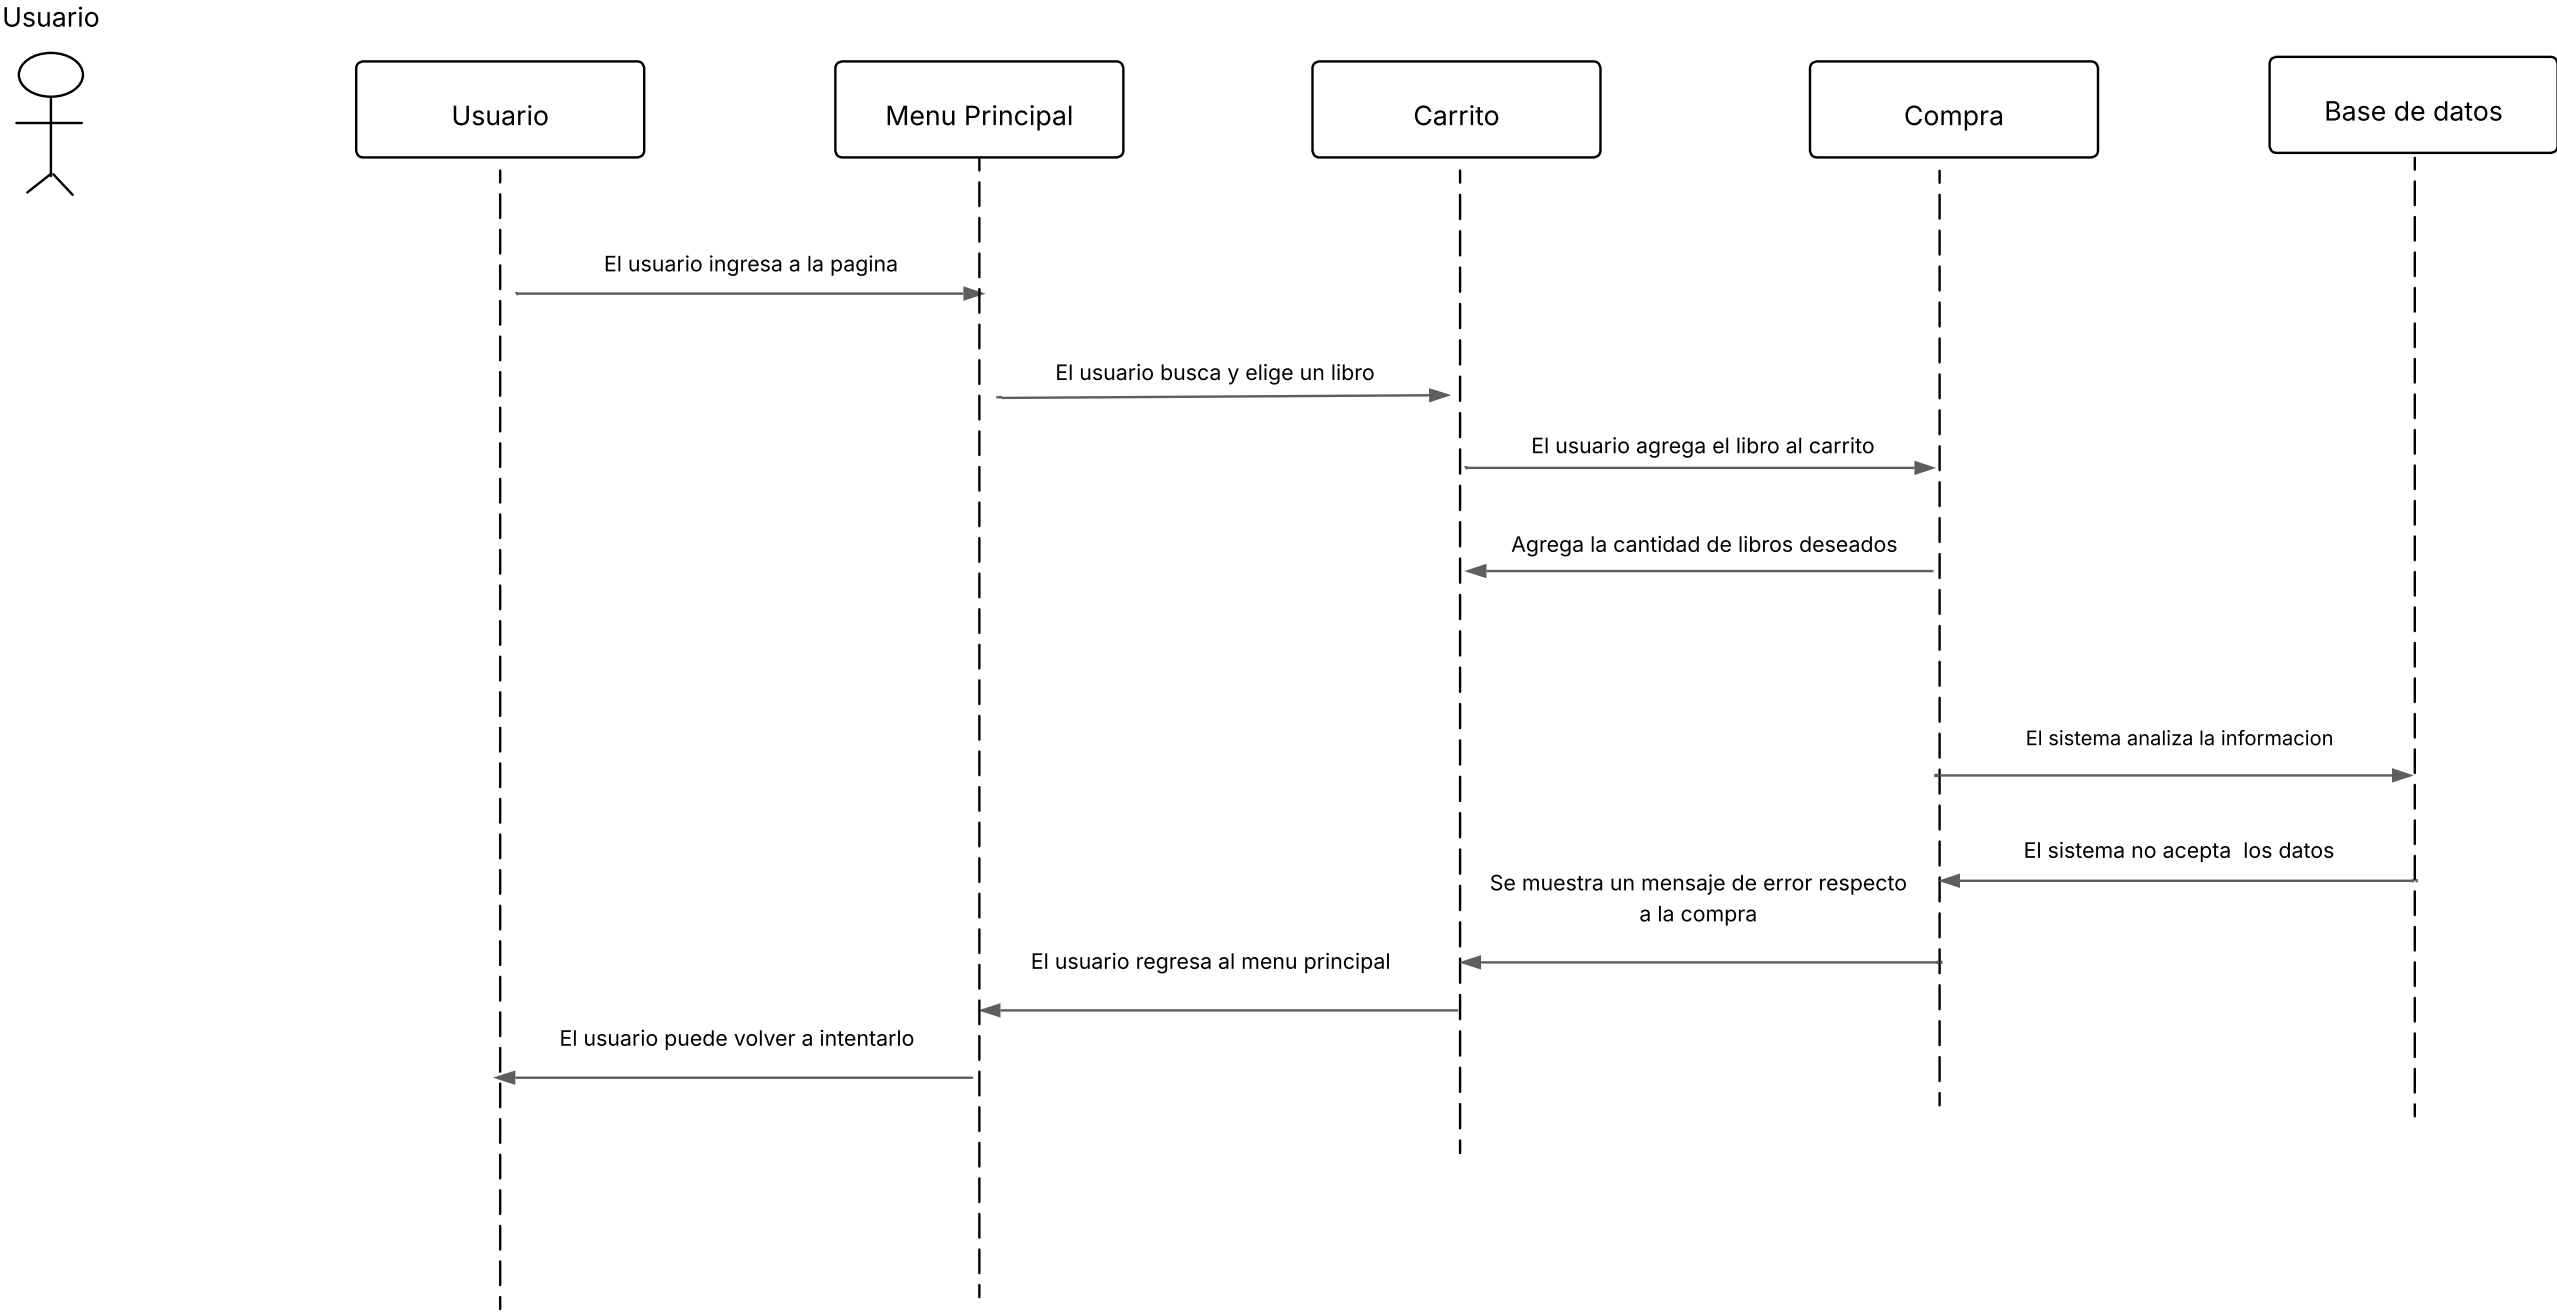 Usuario
Usuario
Menu Principal
Carrito
Compra
Base de datos
El usuario ingresa a la pagina
El usuario busca y elige un libro
El usuario agrega el libro al carrito
Agrega la cantidad de libros deseados
El sistema analiza la informacion
El sistema no acepta  los datos
Se muestra un mensaje de error respecto
a la compra
El usuario regresa al menu principal
El usuario puede volver a intentarlo